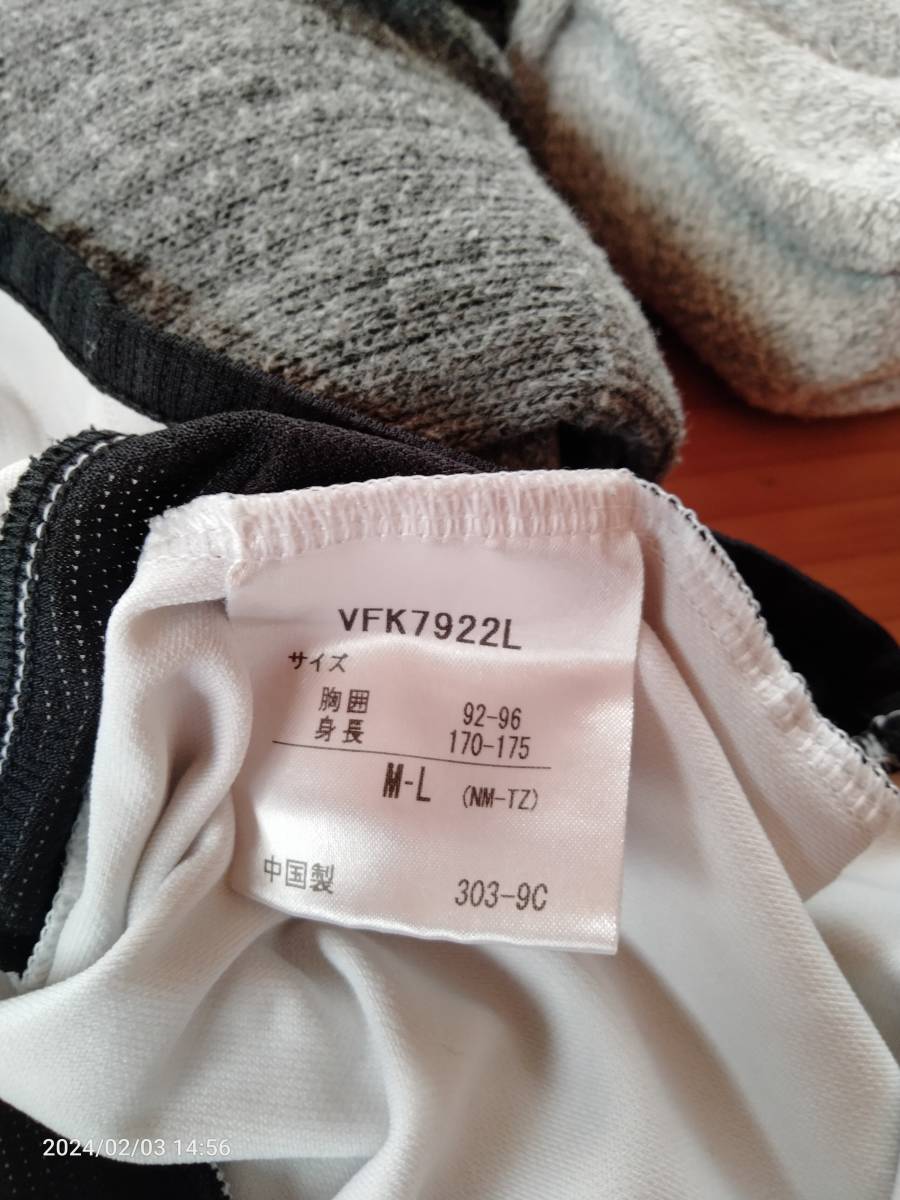 VFK7922L
サイズ
胸囲 92-96
身長 170-175
M-L (NM-TZ)
中国製 303-9C
2024/02/03 14:56